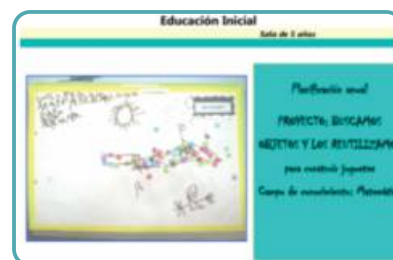 Educación Inicial
Sala de 5 años
Planificación anual
PROYECTO: BUSCAMOS
OBJETOS Y LOS REUTILIZAMOS
para construir juguetes
Campo de conocimiento: Matemát